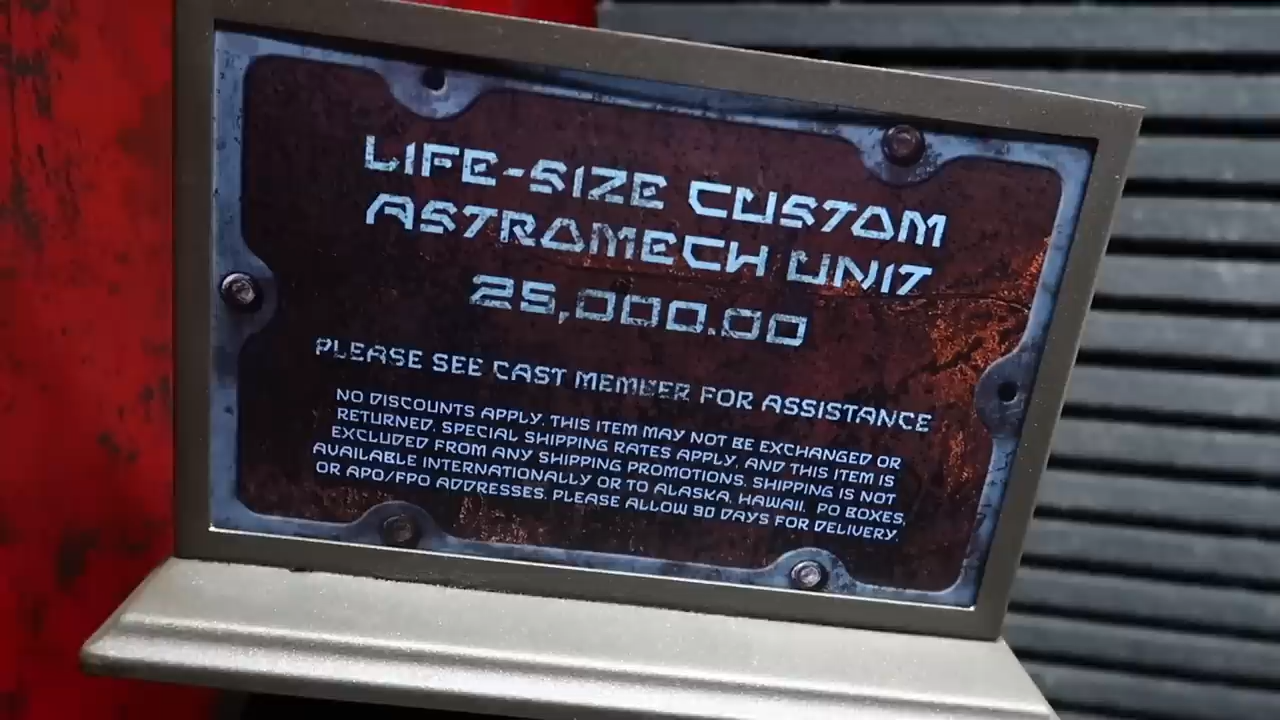 LIFE-SIZE CUSTOM
ASTROMECH UNIT
25,000.00
PLEASE SEE CAST MEMBER FOR ASSISTANCE
NO DISCOUNTS APPLY. THIS ITEM MAY NOT BE EXCHANGED OR
RETURNED. SPECIAL SHIPPING RATES APPLY, AND THIS ITEM IS
EXCLUDED FROM ANY SHIPPING PROMOTIONS. SHIPPING IS NOT
AVAILABLE INTERNATIONALLY OR TO ALASKA, HAWAII, PO BOXES,
OR APO/FPO ADDRESSES. PLEASE ALLOW 90 DAYS FOR DELIVERY.